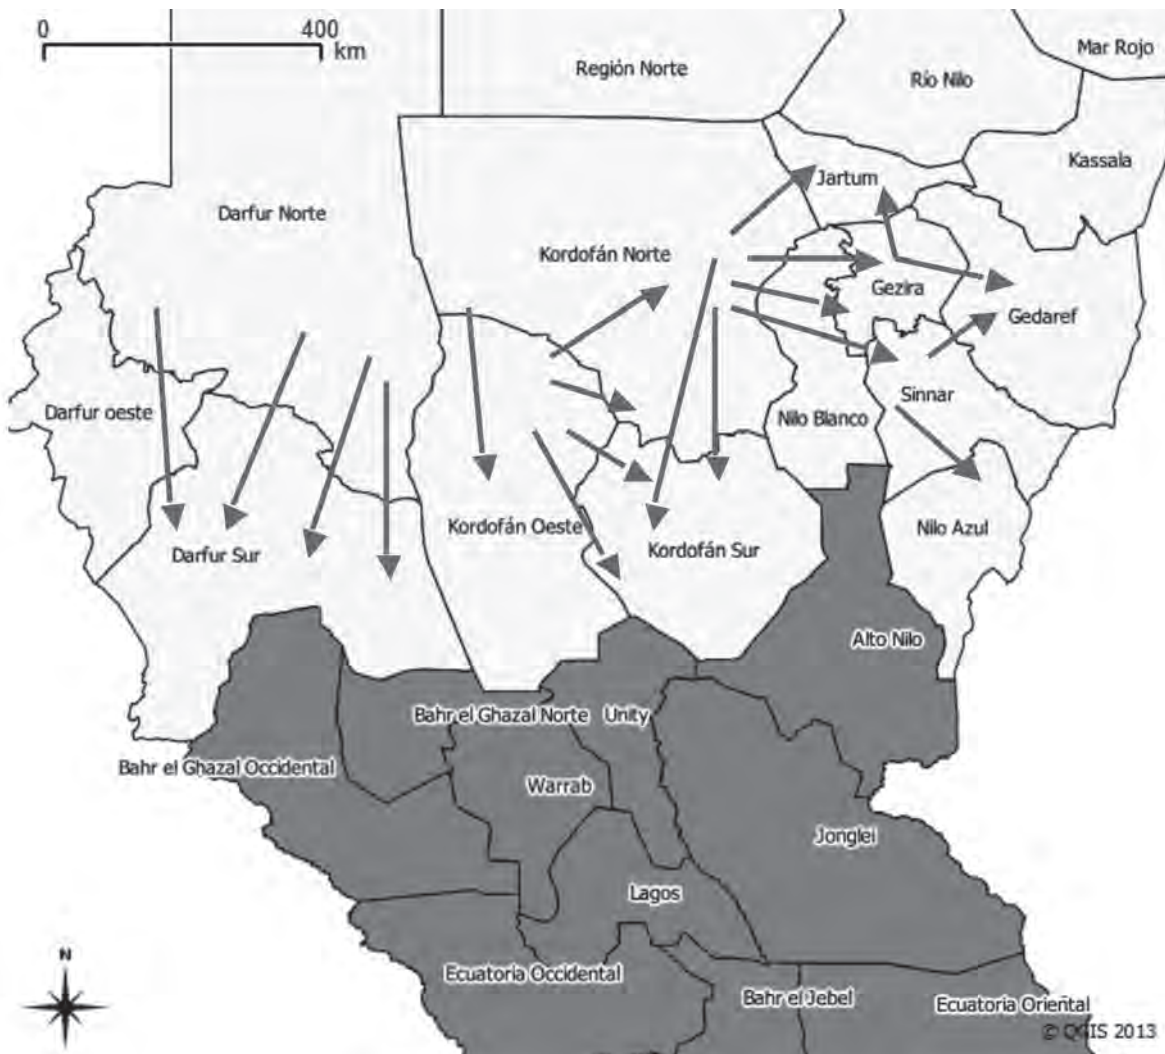 0 400
km
Región Norte
Mar Rojo
Río Nilo
Kassala
Jartum
Darfur Norte
Kordofán Norte
Gezira
Gedaref
Darfur oeste
Sinnar
Nilo Blanco
Kordofán Oeste
Nilo Azul
Darfur Sur
Kordofán Sur
Alto Nilo
Bahr el Ghazal Norte
Unity
Bahr el Ghazal Occidental
Warrab
Jonglei
Lagos
N
Ecuatoria Occidental
Bahr el Jebel
Ecuatoria Oriental
© QGIS 2013